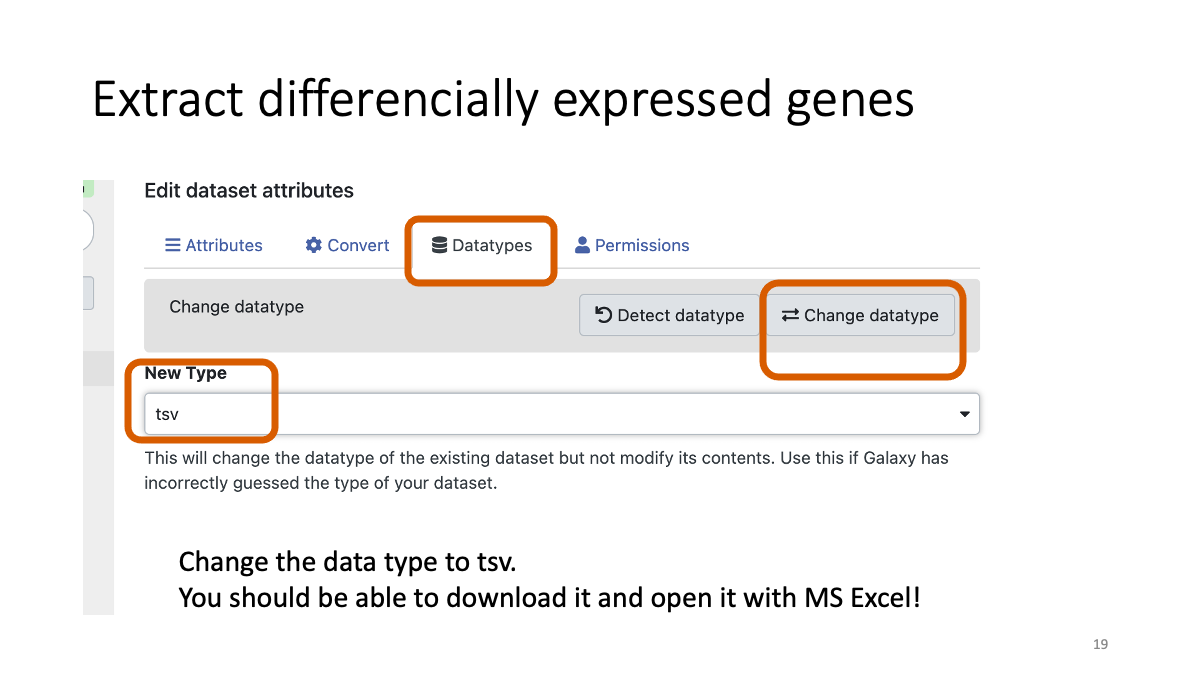 Extract differencially expressed genes
Edit dataset attributes
Attributes
Convert
Datatypes
Permissions
Change datatype
Detect datatype
Change datatype
New Type
tsv
This will change the datatype of the existing dataset but not modify its contents. Use this if Galaxy has
incorrectly guessed the type of your dataset.
Change the data type to tsv.
You should be able to download it and open it with MS Excel!
19